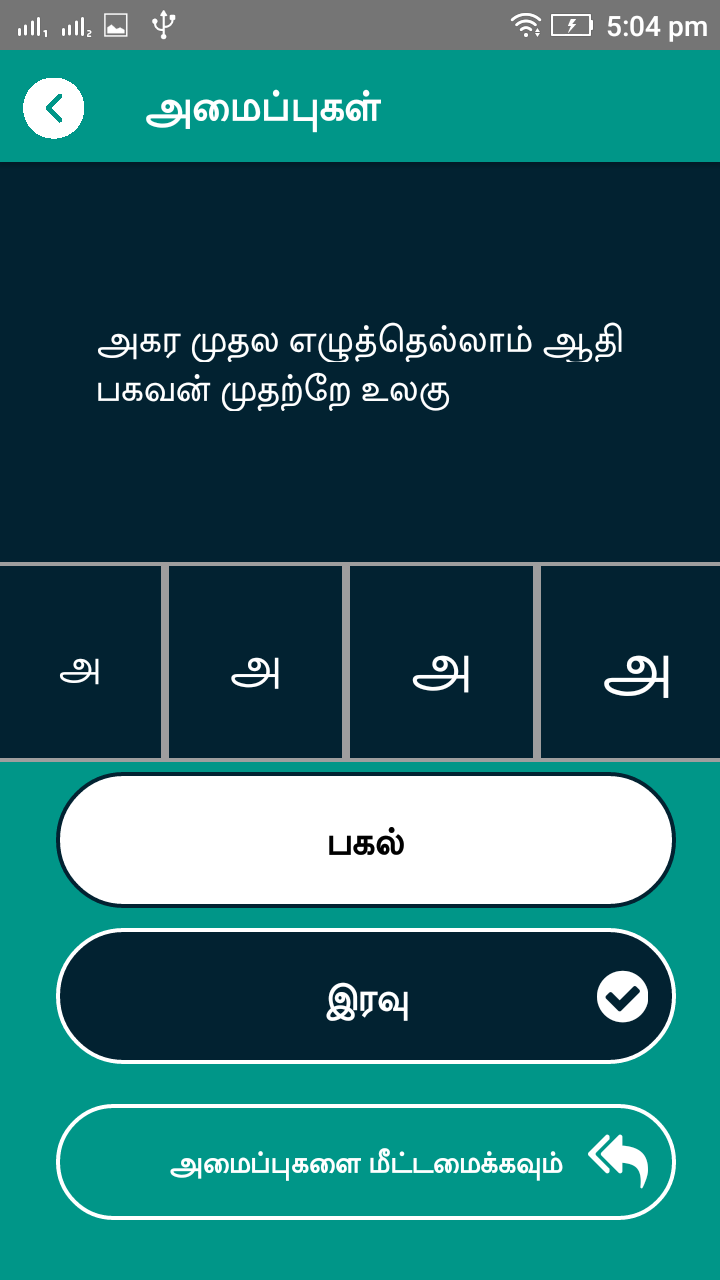 5:04 pm
அமைப்புகள்
அகர முதல எழுத்தெல்லாம் ஆதி
பகவன் முதற்றே உலகு
அ அ அ அ
பகல்
இரவு
அமைப்புகளை மீட்டமைக்கவும்